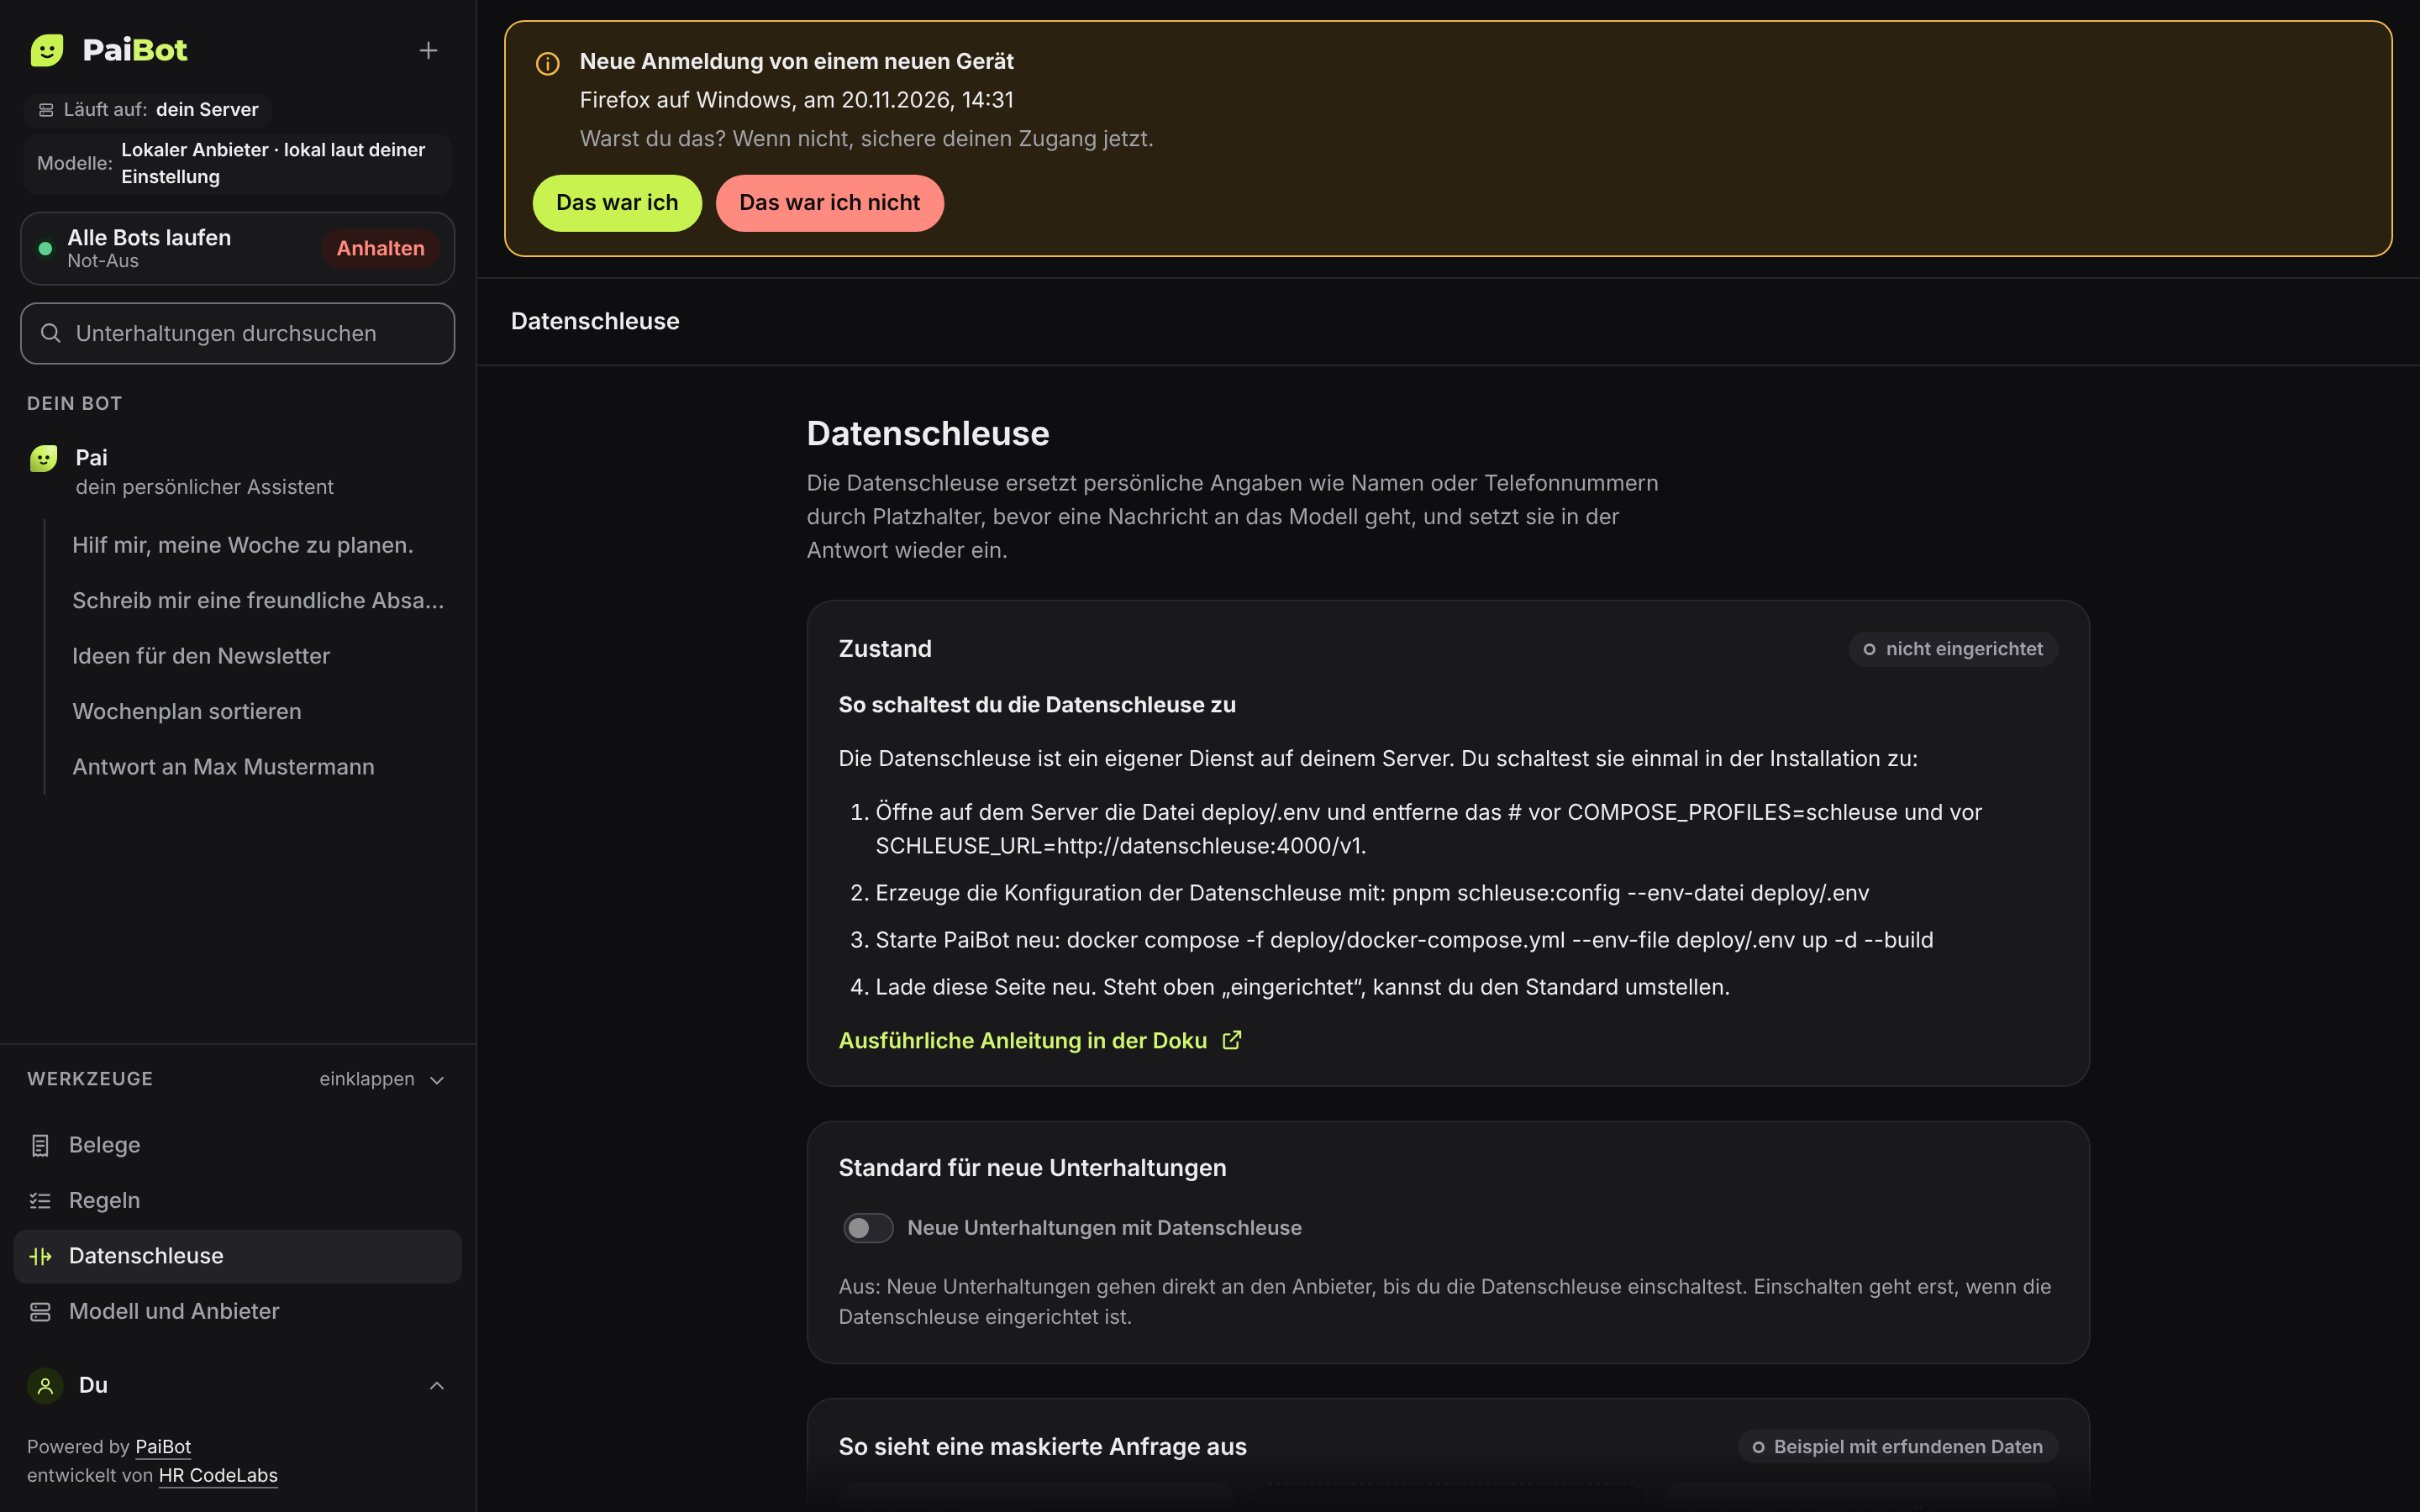 PaiBot
Läuft auf: dein Server
Modelle: Lokaler Anbieter · lokal laut deiner
Einstellung
Alle Bots laufen
Not-Aus
Anhalten
Unterhaltungen durchsuchen
DEIN BOT
Pai
dein persönlicher Assistent
Hilf mir, meine Woche zu planen.
Schreib mir eine freundliche Absa...
Ideen für den Newsletter
Wochenplan sortieren
Antwort an Max Mustermann
WERKZEUGE
einklappen
Belege
Regeln
Datenschleuse
Modell und Anbieter
Du
Powered by PaiBot
entwickelt von HR CodeLabs
Neue Anmeldung von einem neuen Gerät
Firefox auf Windows, am 20.11.2026, 14:31
Warst du das? Wenn nicht, sichere deinen Zugang jetzt.
Das war ich
Das war ich nicht
Datenschleuse
Datenschleuse
Die Datenschleuse ersetzt persönliche Angaben wie Namen oder Telefonnummern
durch Platzhalter, bevor eine Nachricht an das Modell geht, und setzt sie in der
Antwort wieder ein.
Zustand
nicht eingerichtet
So schaltest du die Datenschleuse zu
Die Datenschleuse ist ein eigener Dienst auf deinem Server. Du schaltest sie einmal in der Installation zu:
1. Öffne auf dem Server die Datei deploy/.env und entferne das # vor COMPOSE_PROFILES=schleuse und vor
SCHLEUSE_URL=http://datenschleuse:4000/v1.
2. Erzeuge die Konfiguration der Datenschleuse mit: pnpm schleuse:config --env-datei deploy/.env
3. Starte PaiBot neu: docker compose -f deploy/docker-compose.yml --env-file deploy/.env up -d --build
4. Lade diese Seite neu. Steht oben „eingerichtet“, kannst du den Standard umstellen.
Ausführliche Anleitung in der Doku
Standard für neue Unterhaltungen
Neue Unterhaltungen mit Datenschleuse
Aus: Neue Unterhaltungen gehen direkt an den Anbieter, bis du die Datenschleuse einschaltest. Einschalten geht erst, wenn die
Datenschleuse eingerichtet ist.
So sieht eine maskierte Anfrage aus
Beispiel mit erfundenen Daten